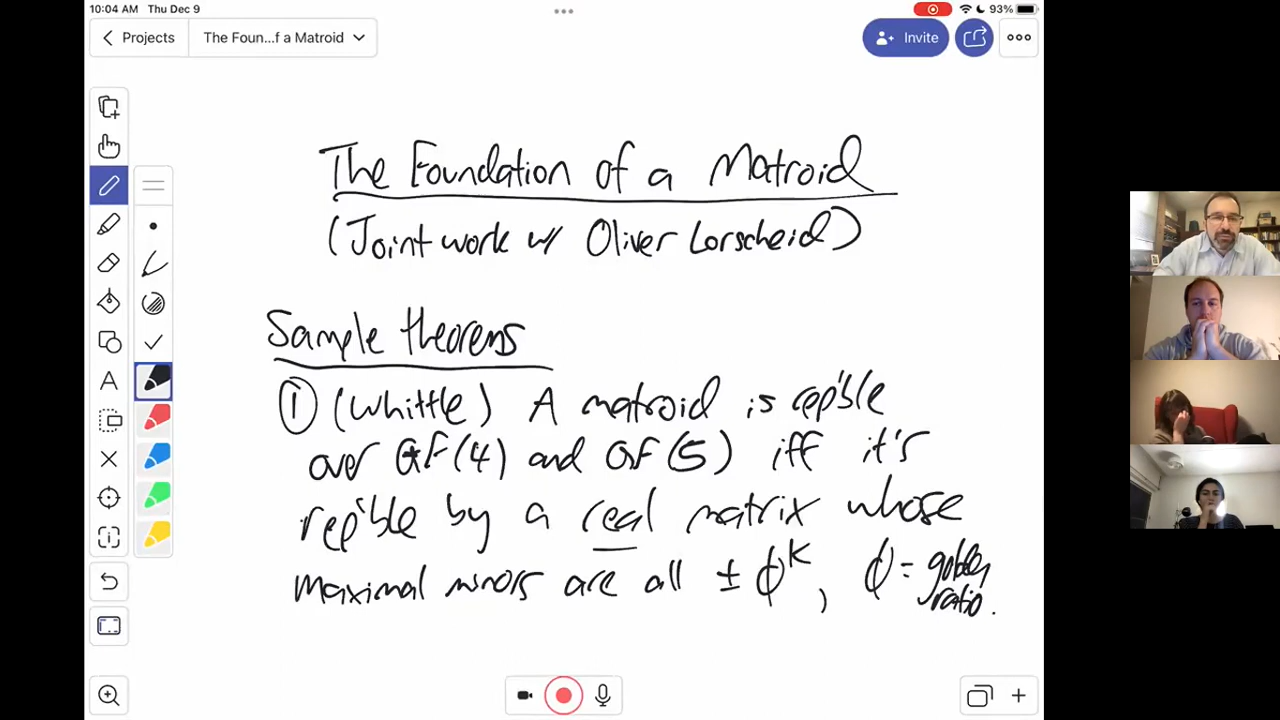 10:04 AM Thu Dec 9
93%
Projects
The Foun...f a Matroid
Invite
The Foundation of a Matroid
(Joint work w/ Oliver Lorscheid)
Sample theorems
① (Whittle) A matroid is rep'ble
over GF(4) and GF(5) iff it's
rep'ble by a real matrix whose
maximal minors are all ± ϕ^k, ϕ = golden
ratio.
A